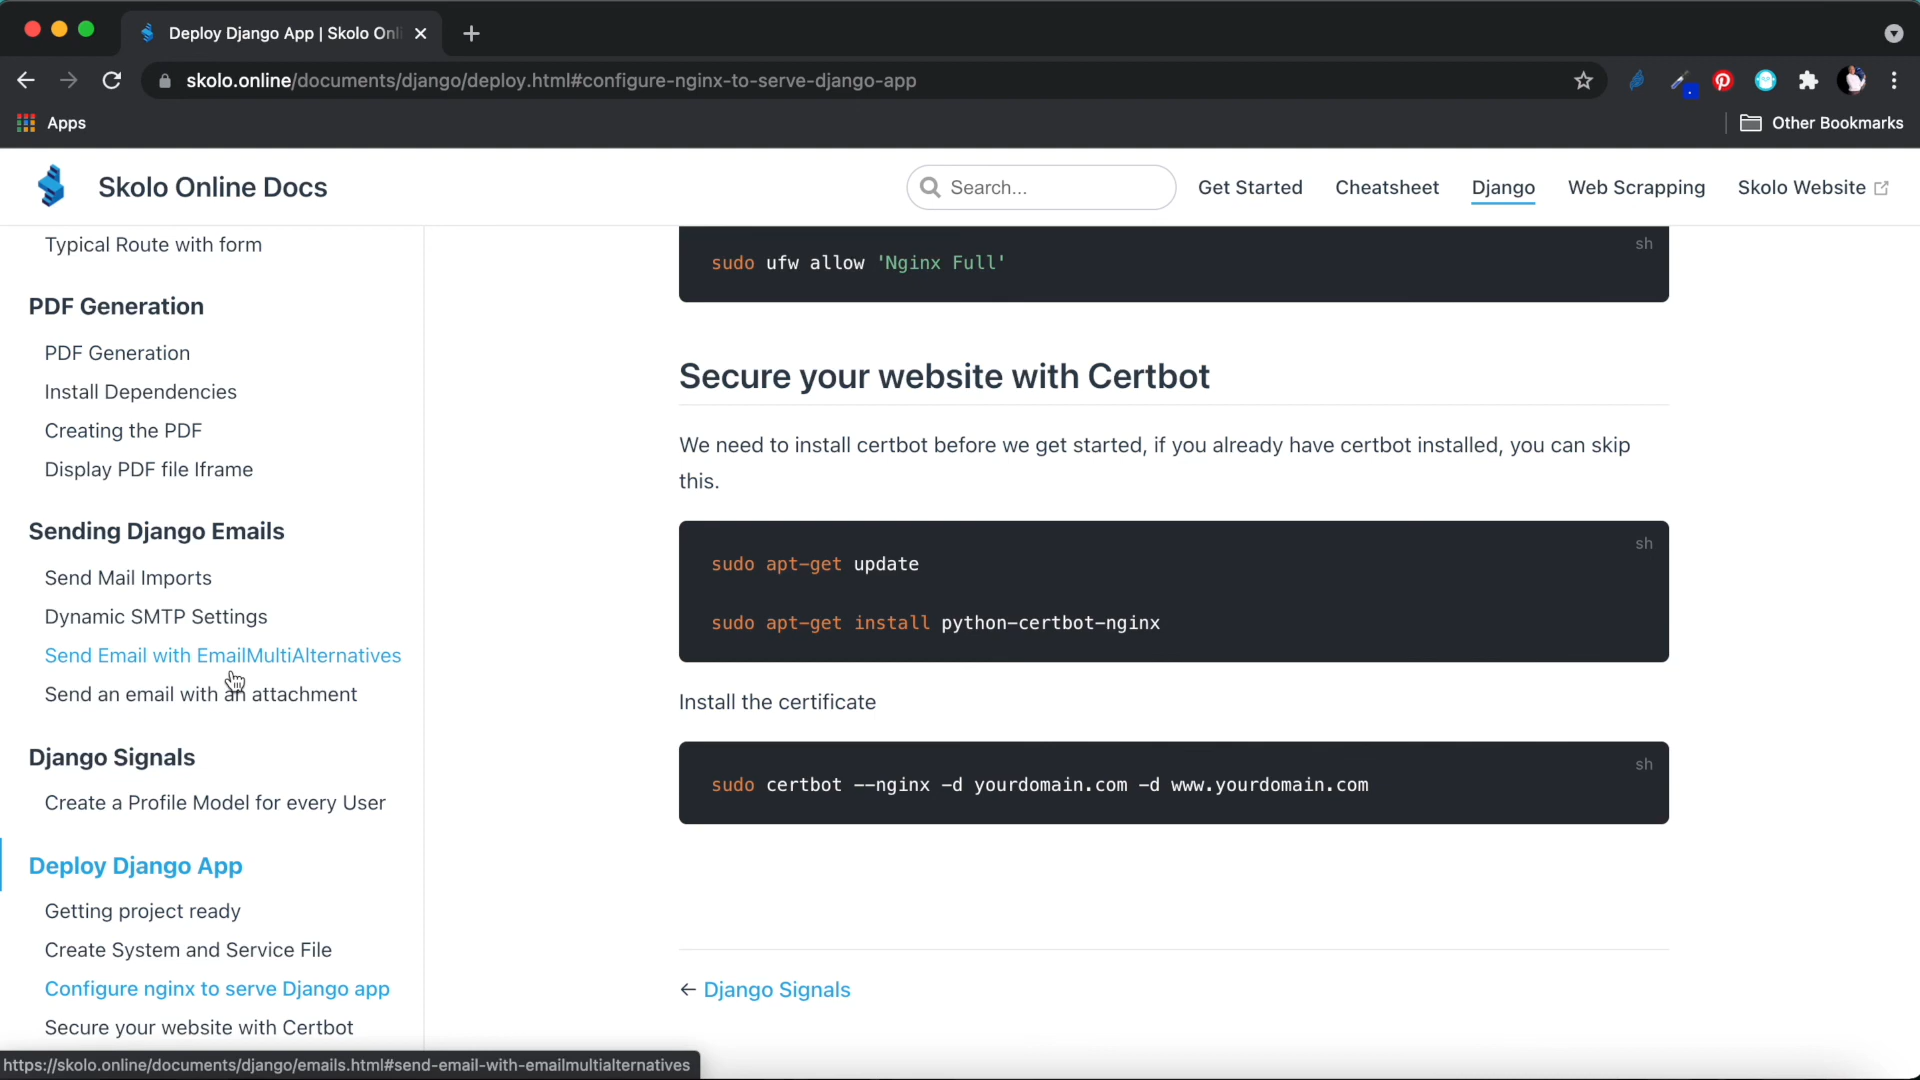 Deploy Django App | Skolo Onli
skolo.online/documents/django/deploy.html#configure-nginx-to-serve-django-app
Apps
Other Bookmarks
Skolo Online Docs
Search...
Get Started
Cheatsheet
Django
Web Scrapping
Skolo Website
Typical Route with form
PDF Generation
PDF Generation
Install Dependencies
Creating the PDF
Display PDF file Iframe
Sending Django Emails
Send Mail Imports
Dynamic SMTP Settings
Send Email with EmailMultiAlternatives
Send an email with an attachment
Django Signals
Create a Profile Model for every User
Deploy Django App
Getting project ready
Create System and Service File
Configure nginx to serve Django app
Secure your website with Certbot
https://skolo.online/documents/django/emails.html#send-email-with-emailmultialternatives
sh
sudo ufw allow 'Nginx Full'
Secure your website with Certbot
We need to install certbot before we get started, if you already have certbot installed, you can skip
this.
sh
sudo apt-get update
sudo apt-get install python-certbot-nginx
Install the certificate
sh
sudo certbot --nginx -d yourdomain.com -d www.yourdomain.com
← Django Signals